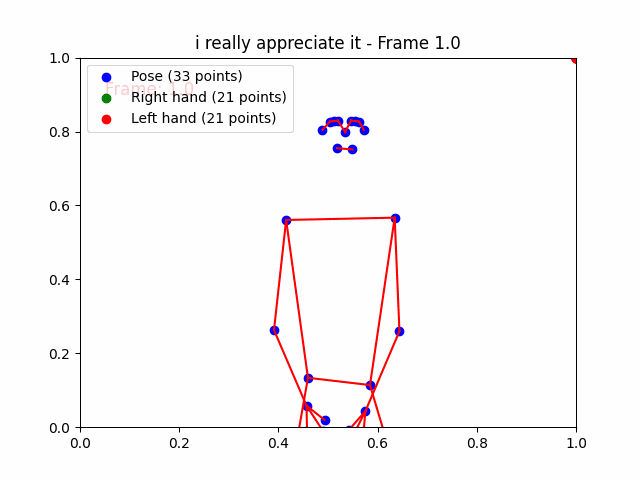 i really appreciate it - Frame 1.0
Frame: 1.0
Pose (33 points)
Right hand (21 points)
Left hand (21 points)
1.0
0.8
0.6
0.4
0.2
0.0
0.0 0.2 0.4 0.6 0.8 1.0